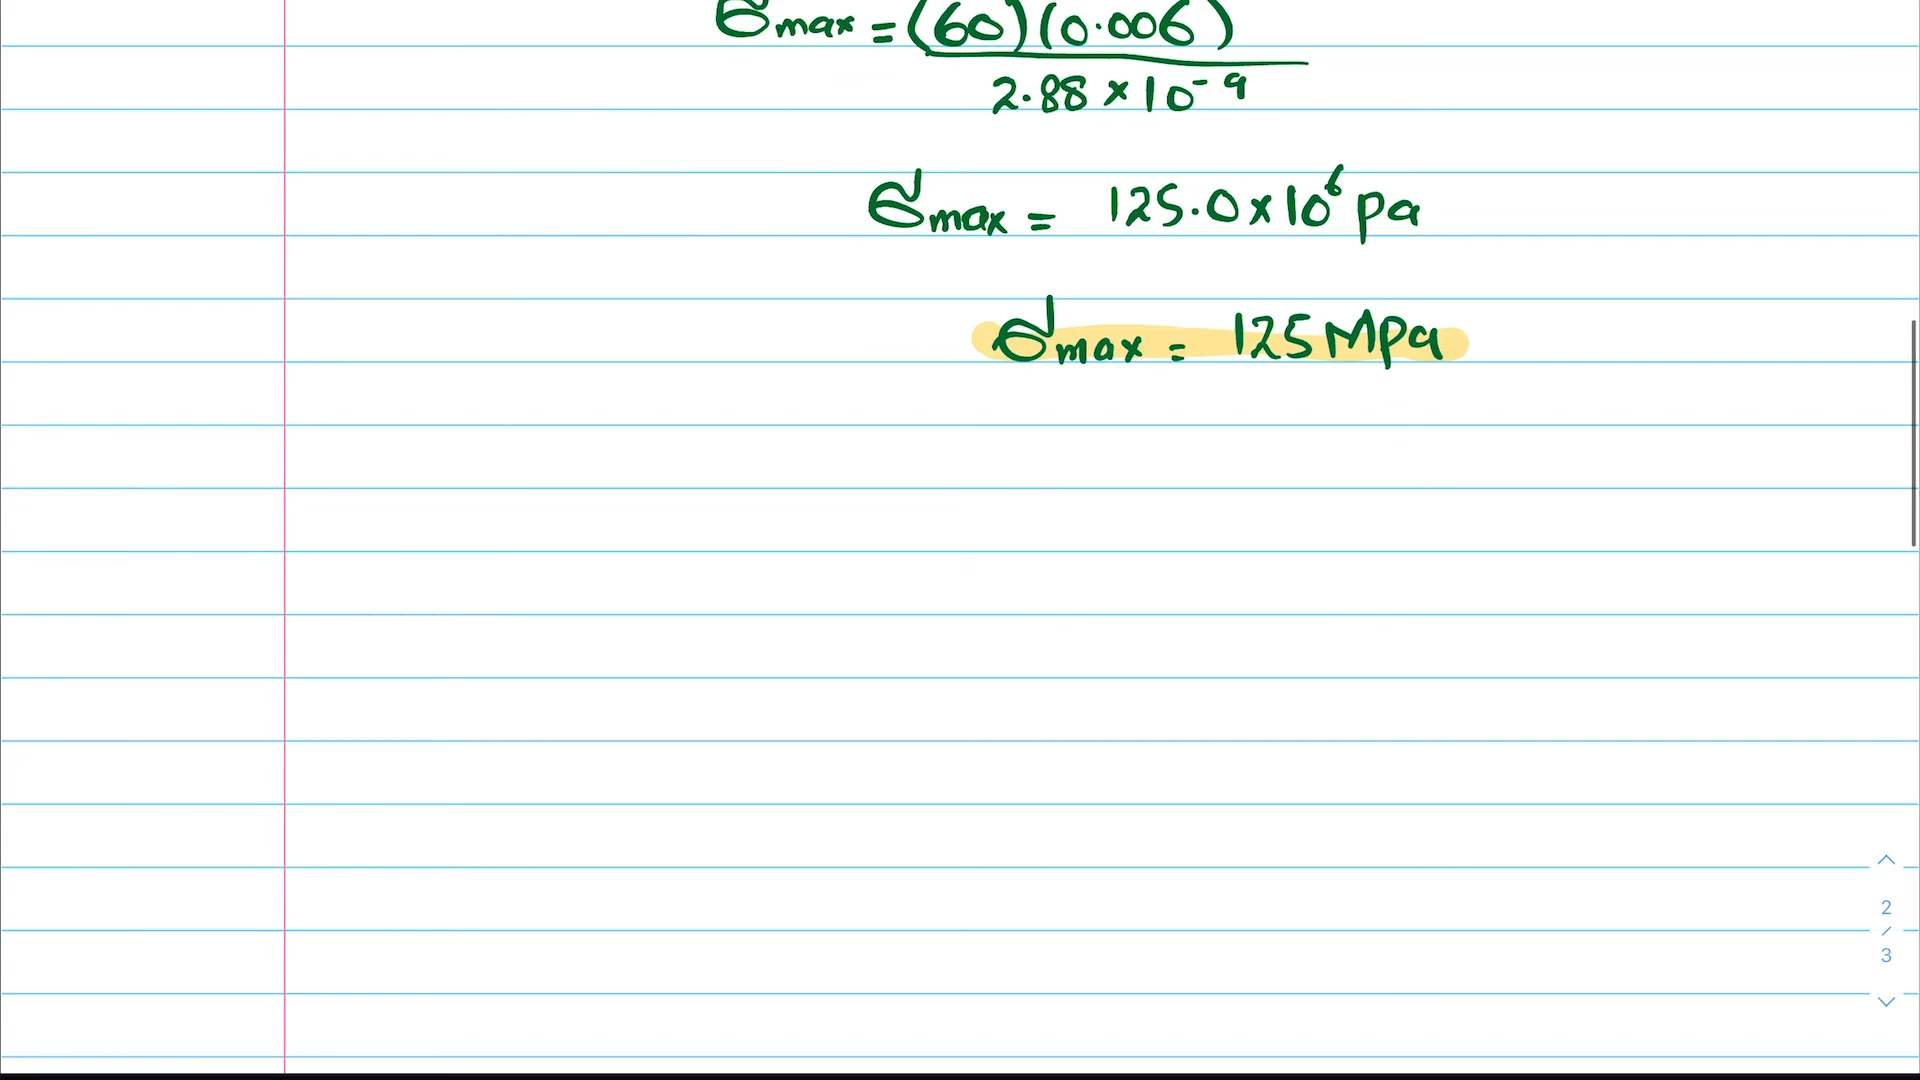 σmax = (60)(0.006)
2.88 × 10⁻⁹
σmax = 125.0 × 10⁶ pa
σmax = 125 MPa
2
/
3